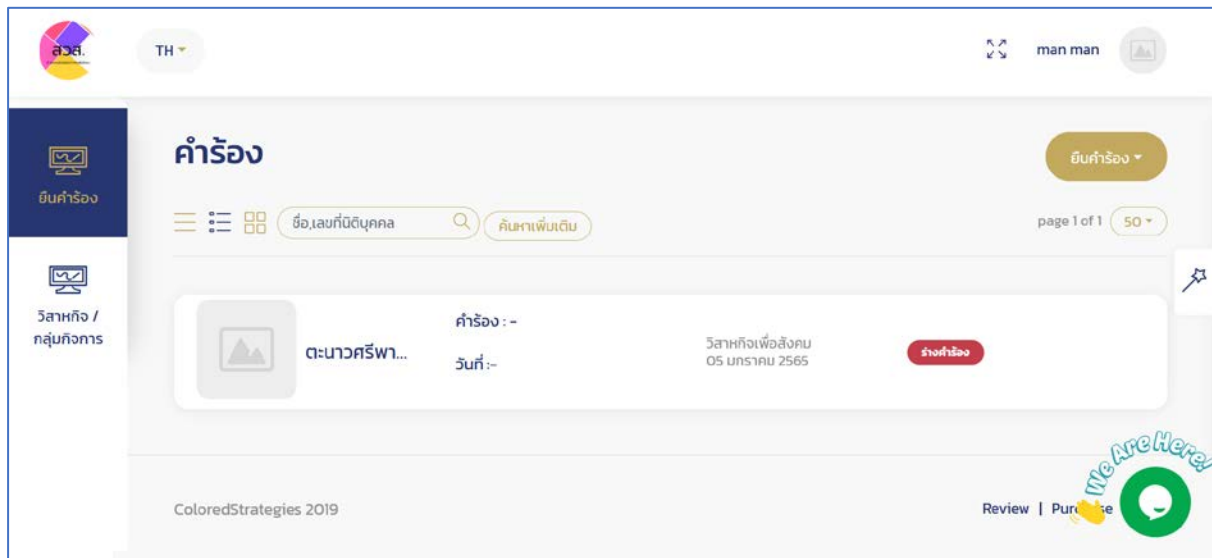 สวส.
TH
man man
ยืนคำร้อง
วิสาหกิจ /
กลุ่มกิจการ
คำร้อง
ยืนคำร้อง
ชื่อ,เลขที่นิติบุคคล
ค้นหาเพิ่มเติม
page 1 of 1
50
ตะนาวศรีพา...
คำร้อง : -
วันที่ :-
วิสาหกิจเพื่อสังคม
05 มกราคม 2565
ร่างคำร้อง
ColoredStrategies 2019
Review | Purc se
We Are Here!